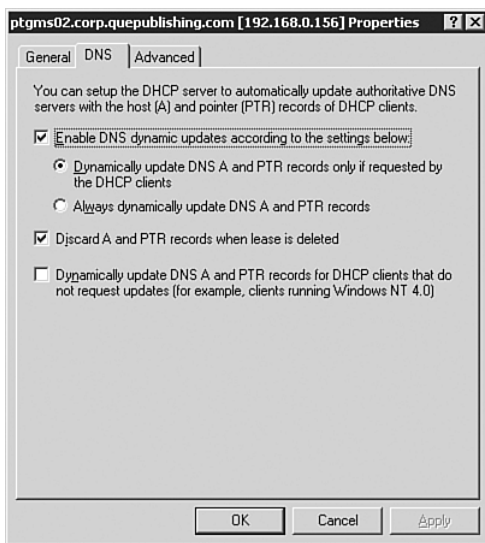 ptgms02.corp.quepublishing.com [192.168.0.156] Properties ? X
General DNS Advanced
You can setup the DHCP server to automatically update authoritative DNS
servers with the host (A) and pointer (PTR) records of DHCP clients.
Enable DNS dynamic updates according to the settings below:
Dynamically update DNS A and PTR records only if requested by
the DHCP clients
Always dynamically update DNS A and PTR records
Discard A and PTR records when lease is deleted
Dynamically update DNS A and PTR records for DHCP clients that do
not request updates (for example, clients running Windows NT 4.0)
OK Cancel Apply